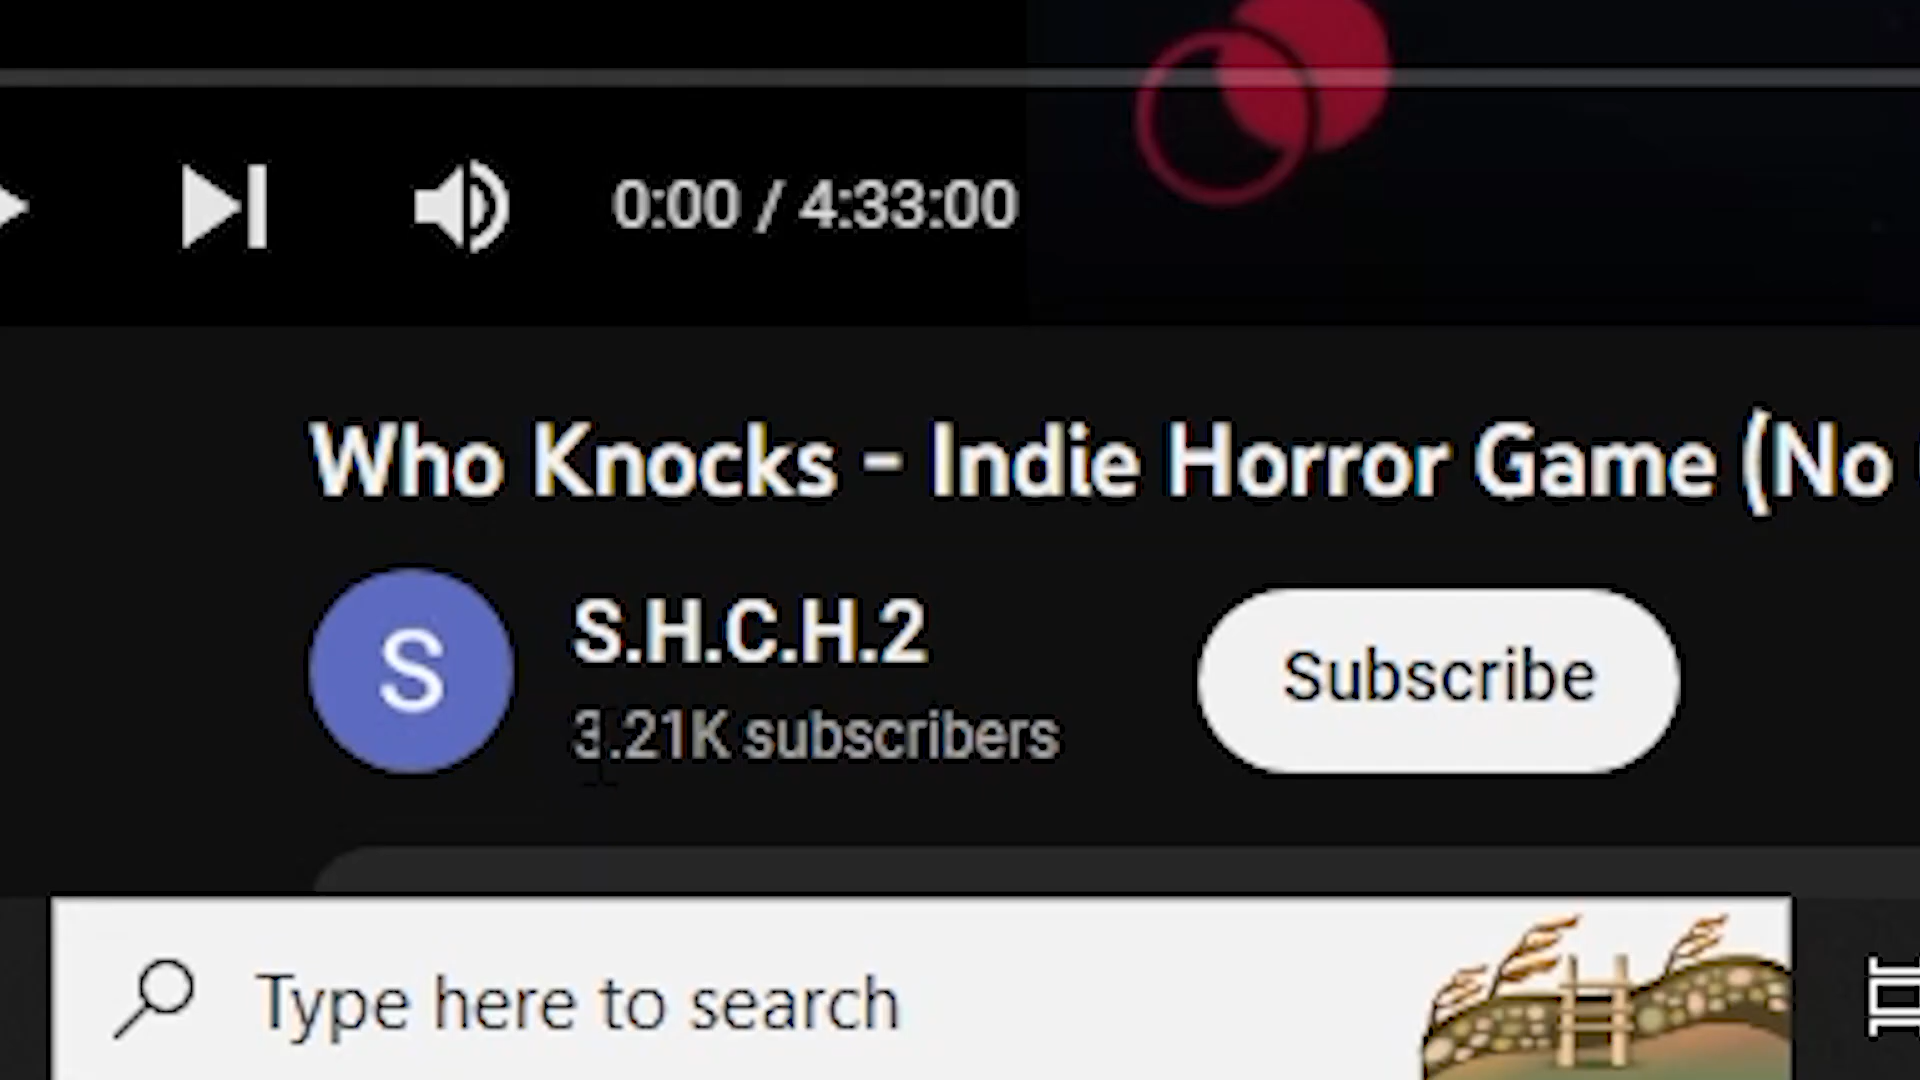 0:00 / 4:33:00
Who Knocks - Indie Horror Game (No
S
S.H.C.H.2
3.21K subscribers
Subscribe
Type here to search